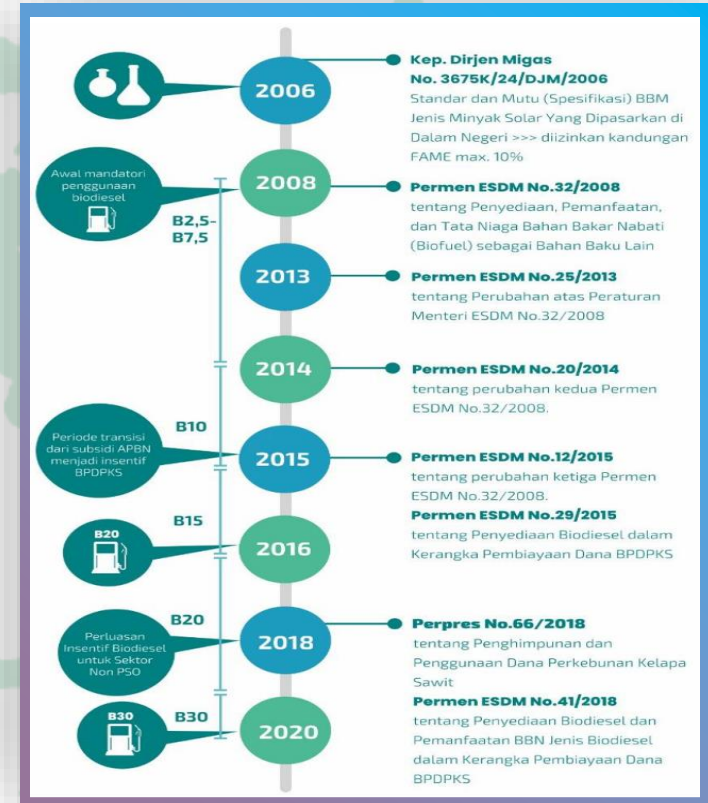 2006
Kep. Dirjen Migas
No. 3675K/24/DJM/2006
Standar dan Mutu (Spesifikasi) BBM
Jenis Minyak Solar Yang Dipasarkan di
Dalam Negeri >>> diizinkan kandungan
FAME max. 10%
Awal mandatori
penggunaan
biodiesel
2008
B2,5-
B7,5
Permen ESDM No.32/2008
tentang Penyediaan, Pemanfaatan,
dan Tata Niaga Bahan Bakar Nabati
(Biofuel) sebagai Bahan Baku Lain
2013
Permen ESDM No.25/2013
tentang Perubahan atas Peraturan
Menteri ESDM No.32/2008
2014
Permen ESDM No.20/2014
tentang perubahan kedua Permen
ESDM No.32/2008.
B10
Periode transisi
dari subsidi APBN
menjadi insentif
BPDPKS
2015
Permen ESDM No.12/2015
tentang perubahan ketiga Permen
ESDM No.32/2008.
Permen ESDM No.29/2015
tentang Penyediaan Biodiesel dalam
Kerangka Pembiayaan Dana BPDPKS
B15
B20
2016
B20
Perluasan
Insentif Biodiesel
untuk Sektor
Non PSO
2018
Perpres No.66/2018
tentang Penghimpunan dan
Penggunaan Dana Perkebunan Kelapa
Sawit
Permen ESDM No.41/2018
tentang Penyediaan Biodiesel dan
Pemanfaatan BBN Jenis Biodiesel
dalam Kerangka Pembiayaan Dana
BPDPKS
B30
B30
2020